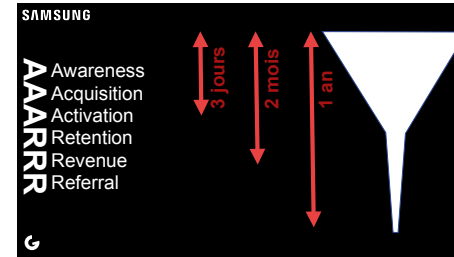 SAMSUNG
AAARRR
Awareness
Acquisition
Activation
Retention
Revenue
Referral
3 jours
2 mois
1 an
G